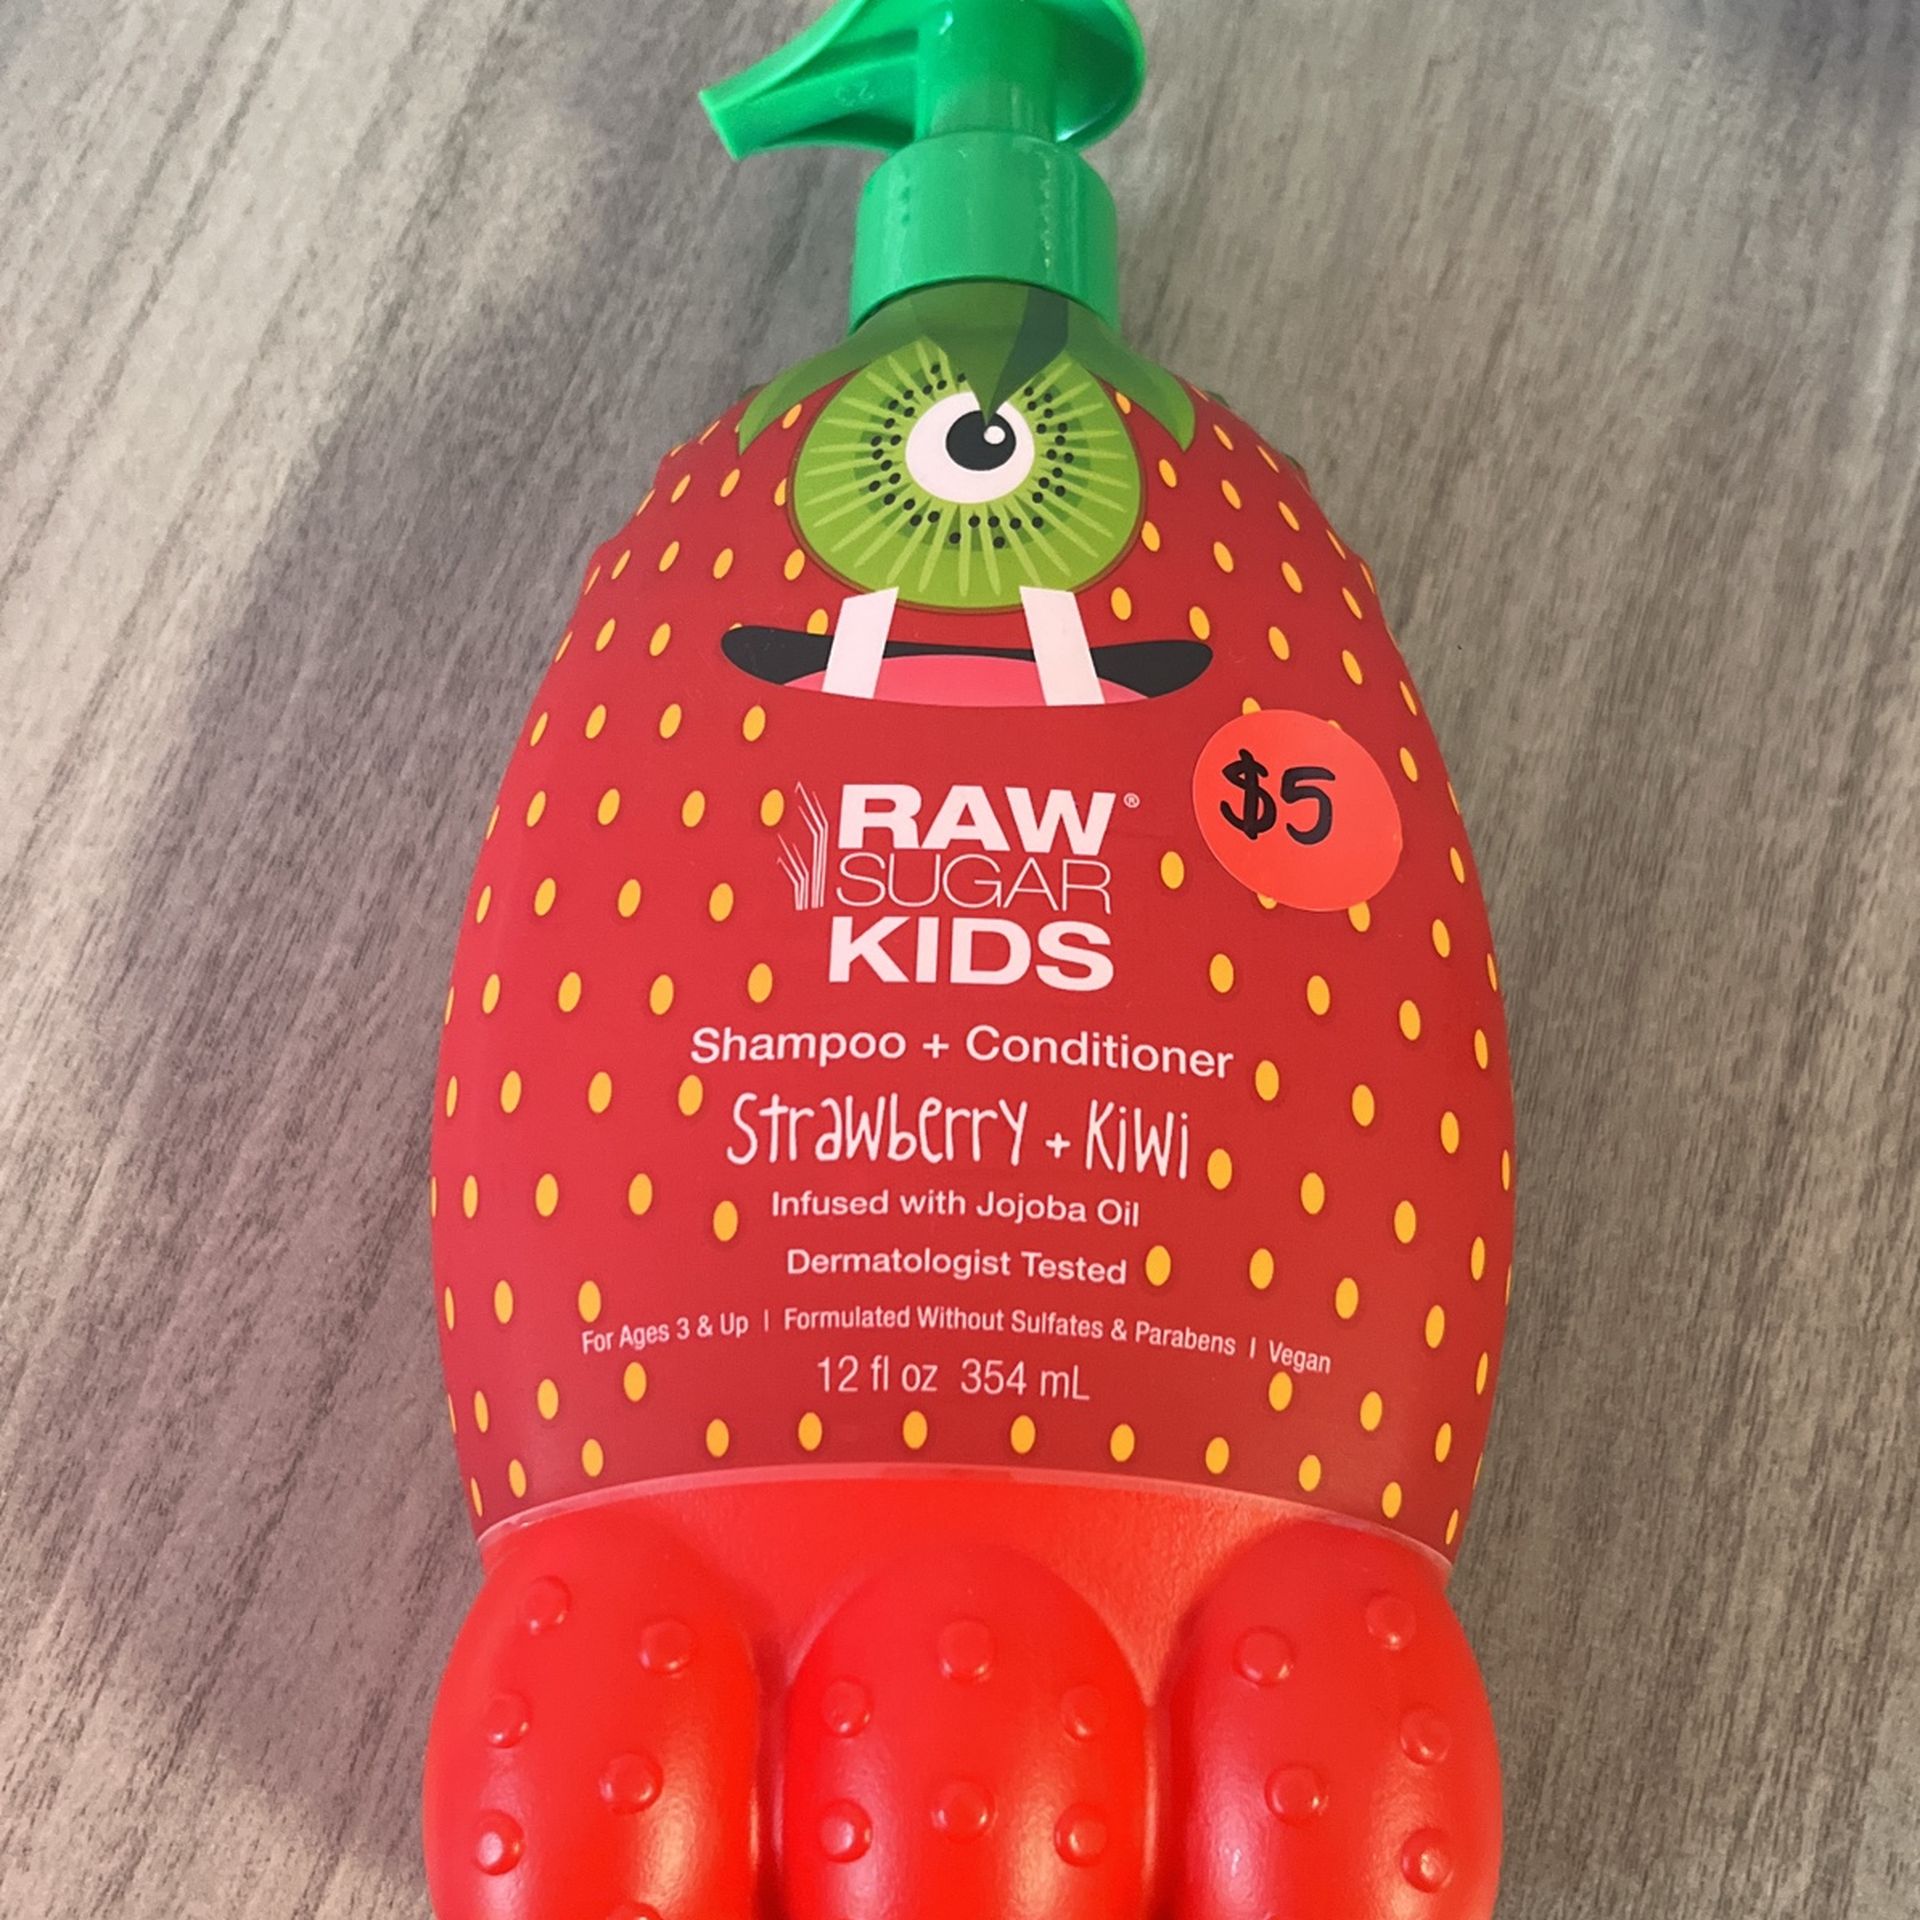 $5
RAW®
SUGAR
KIDS
Shampoo + Conditioner
Strawberry + Kiwi
Infused with Jojoba Oil
Dermatologist Tested
For Ages 3 & Up | Formulated Without Sulfates & Parabens | Vegan
12 fl oz 354 mL